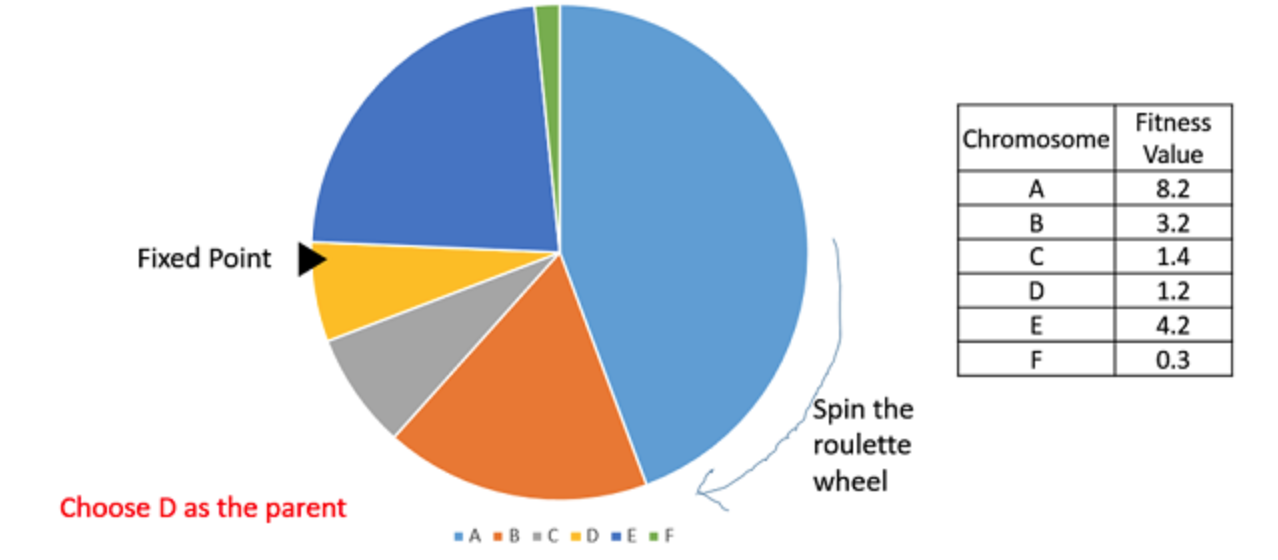 Fixed Point
Choose D as the parent
Spin the
roulette
wheel
A B C D E F
Chromosome Fitness
Value
A 8.2
B 3.2
C 1.4
D 1.2
E 4.2
F 0.3